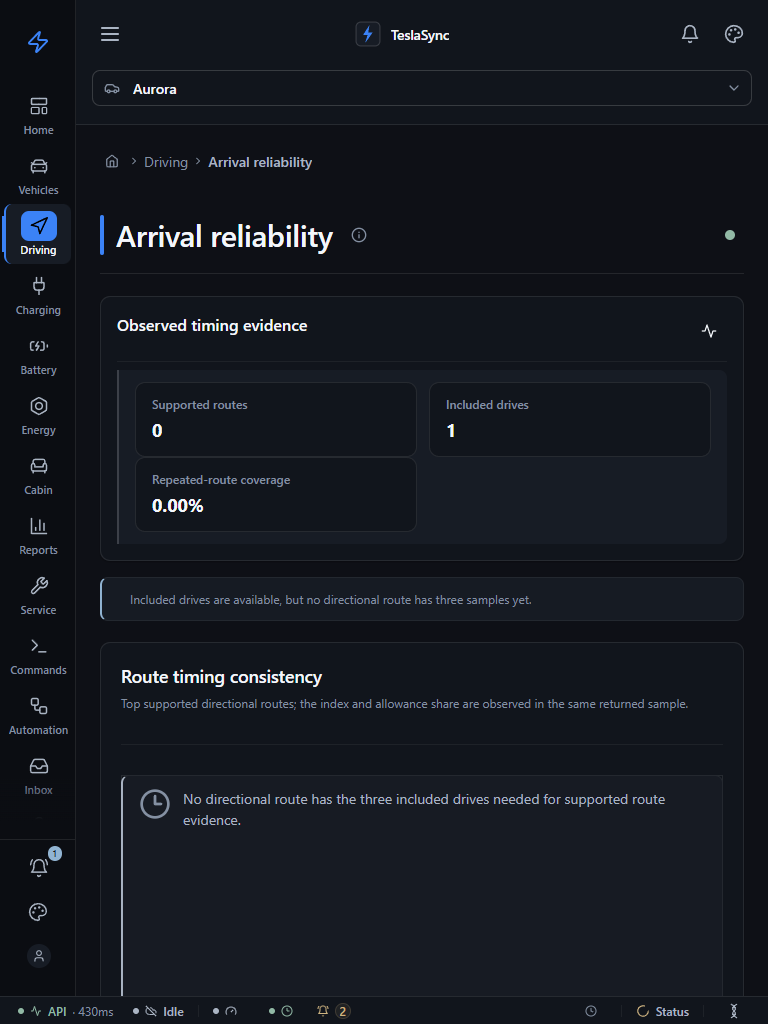 TeslaSync
Aurora
Home
Vehicles
Driving
Charging
Battery
Energy
Cabin
Reports
Service
Commands
Automation
Inbox
1
Driving
Arrival reliability
Arrival reliability
Observed timing evidence
Supported routes
0
Included drives
1
Repeated-route coverage
0.00%
Included drives are available, but no directional route has three samples yet.
Route timing consistency
Top supported directional routes; the index and allowance share are observed in the same returned sample.
No directional route has the three included drives needed for supported route
evidence.
API · 430ms
Idle
2
Status